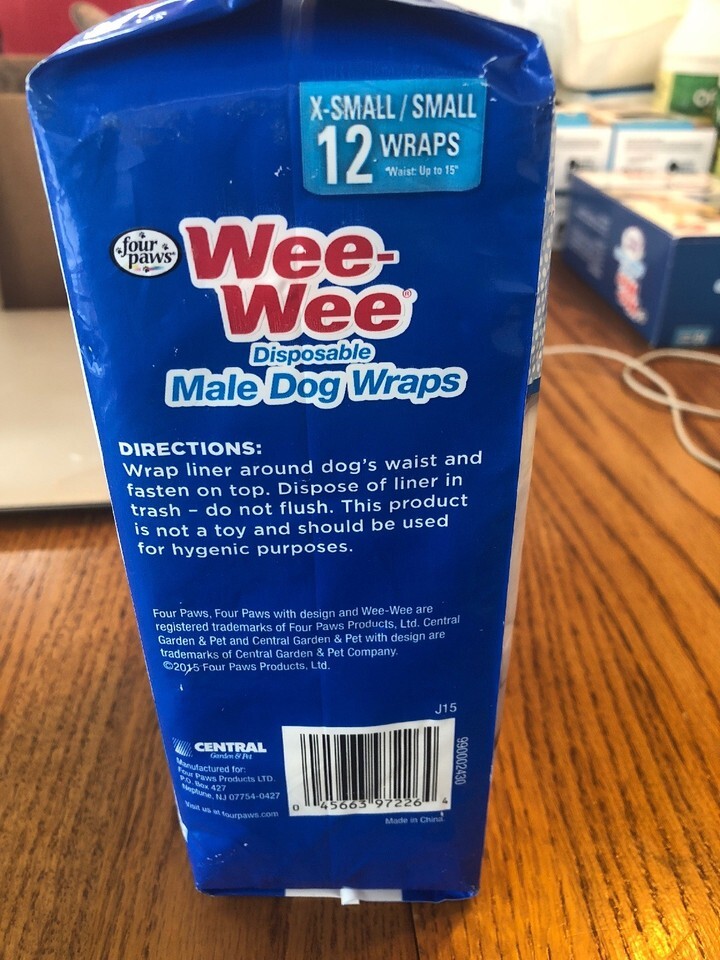 X-SMALL / SMALL
12 WRAPS
*Waist: Up to 15"
four paws®
Wee-
Wee®
Disposable
Male Dog Wraps
DIRECTIONS:
Wrap liner around dog's waist and
fasten on top. Dispose of liner in
trash – do not flush. This product
is not a toy and should be used
for hygenic purposes.
Four Paws, Four Paws with design and Wee-Wee are
registered trademarks of Four Paws Products, Ltd. Central
Garden & Pet and Central Garden & Pet with design are
trademarks of Central Garden & Pet Company.
©2015 Four Paws Products, Ltd.
J15
CENTRAL
Garden & Pet
Manufactured for:
Four Paws Products LTD.
P.O. Box 427
Neptune, NJ 07754-0427
Visit us at fourpaws.com
0 45663 97226 4
990002430
Made in China.